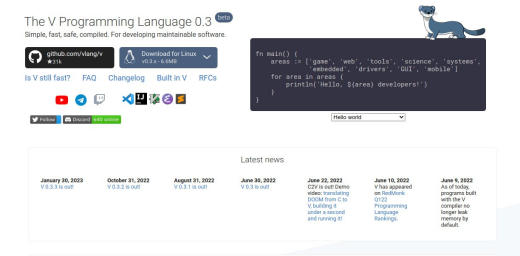 The V Programming Language 0.3 beta
Simple, fast, safe, compiled. For developing maintainable software.
github.com/vlang/v
★31k
Download for Linux
v0.3.x - 6.6MB
Is V still fast? FAQ Changelog Built in V RFCs
Follow Discord 640 online
fn main() {
areas := ['game', 'web', 'tools', 'science', 'systems',
'embedded', 'drivers', 'GUI', 'mobile']
for area in areas {
println('Hello, ${area} developers!')
}
}
Hello world
Latest news
January 30, 2023
V 0.3.3 is out!
October 31, 2022
V 0.3.2 is out!
August 31, 2022
V 0.3.1 is out!
June 30, 2022
V 0.3 is out!
June 22, 2022
C2V is out! Demo
video: translating
DOOM from C to
V, building it
under a second
and running it!
June 10, 2022
V has appeared
on RedMonk
Q122
Programming
Language
Rankings.
June 9, 2022
As of today,
programs built
with the V
compiler no
longer leak
memory by
default.